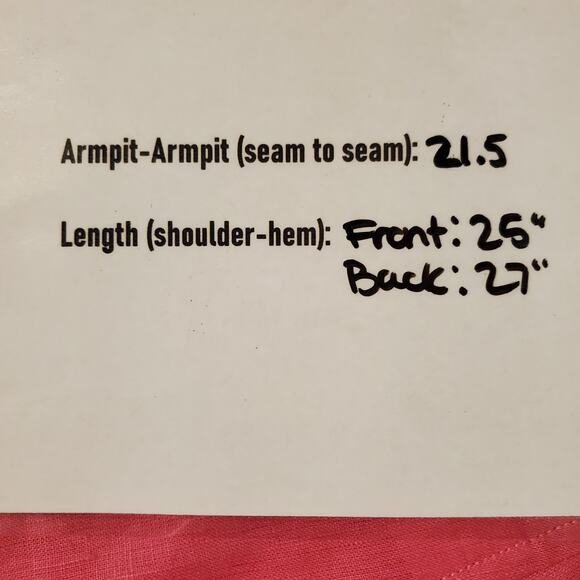 Armpit-Armpit (seam to seam): 21.5
Length (shoulder-hem): Front: 25"
Back: 27"